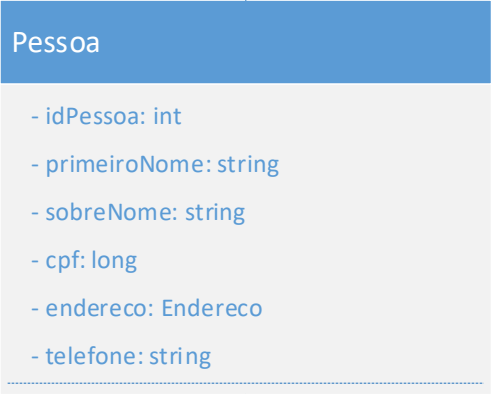 Pessoa
- idPessoa: int
- primeiroNome: string
- sobreNome: string
- cpf: long
- endereco: Endereco
- telefone: string